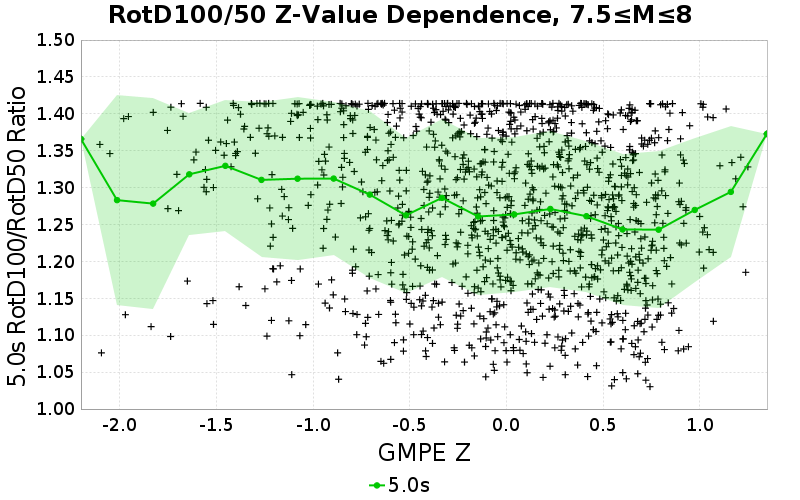 RotD100/50 Z-Value Dependence, 7.5≤M≤8
5.0s RotD100/RotD50 Ratio
1.50
1.45
1.40
1.35
1.30
1.25
1.20
1.15
1.10
1.05
1.00
-2.0 -1.5 -1.0 -0.5 0.0 0.5 1.0
GMPE Z
5.0s